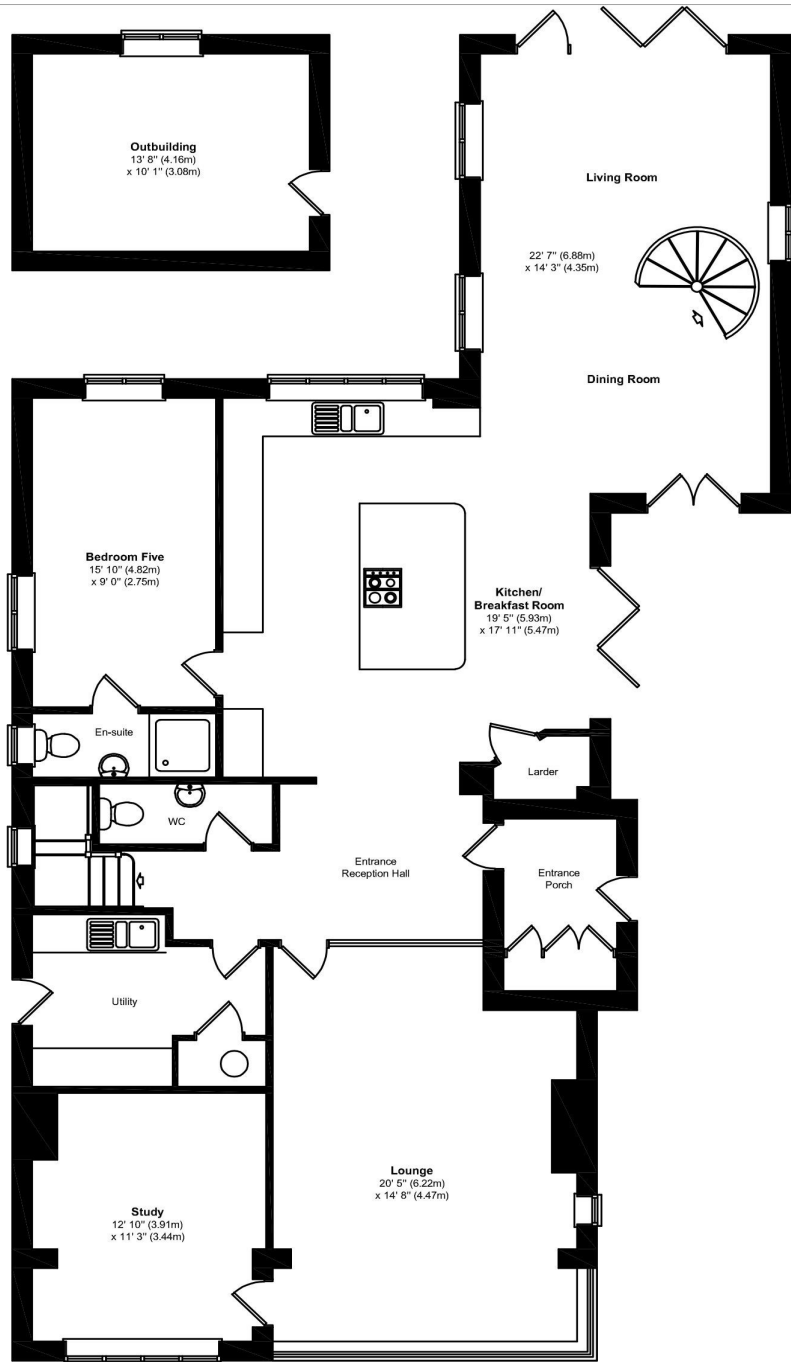 Outbuilding
13' 8" (4.16m)
x 10' 1" (3.08m)
Living Room
22' 7" (6.88m)
x 14' 3" (4.35m)
Dining Room
Bedroom Five
15' 10" (4.82m)
x 9' 0" (2.75m)
Kitchen/
Breakfast Room
19' 5" (5.93m)
x 17' 11" (5.47m)
En-suite
Larder
WC
Entrance
Reception Hall
Entrance
Porch
Utility
Lounge
20' 5" (6.22m)
x 14' 8" (4.47m)
Study
12' 10" (3.91m)
x 11' 3" (3.44m)